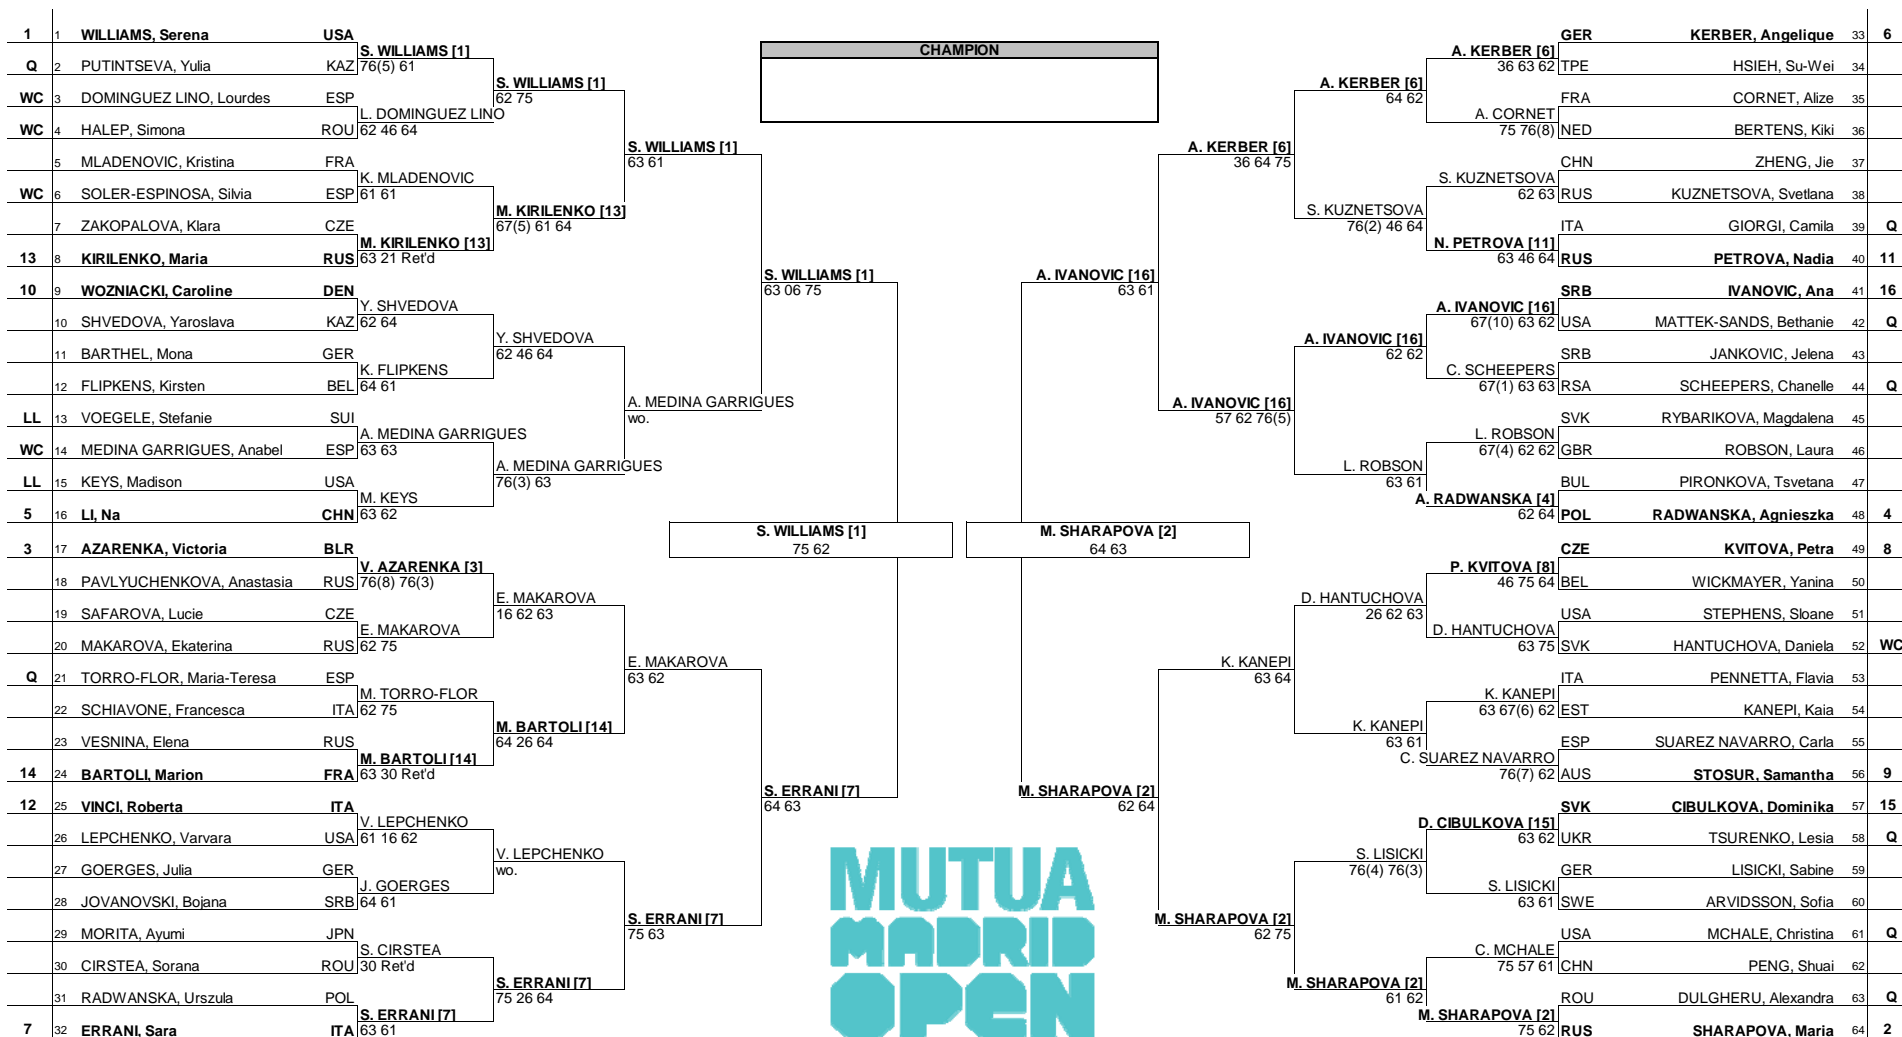 1 1 WILLIAMS, Serena USA
Q 2 PUTINTSEVA, Yulia KAZ
WC 3 DOMINGUEZ LINO, Lourdes ESP
WC 4 HALEP, Simona ROU
5 MLADENOVIC, Kristina FRA
WC 6 SOLER-ESPINOSA, Silvia ESP
7 ZAKOPALOVA, Klara CZE
13 8 KIRILENKO, Maria RUS
10 9 WOZNIACKI, Caroline DEN
10 SHVEDOVA, Yaroslava KAZ
11 BARTHEL, Mona GER
12 FLIPKENS, Kirsten BEL
LL 13 VOEGELE, Stefanie SUI
WC 14 MEDINA GARRIGUES, Anabel ESP
LL 15 KEYS, Madison USA
5 16 LI, Na CHN
3 17 AZARENKA, Victoria BLR
18 PAVLYUCHENKOVA, Anastasia RUS
19 SAFAROVA, Lucie CZE
20 MAKAROVA, Ekaterina RUS
Q 21 TORRO-FLOR, Maria-Teresa ESP
22 SCHIAVONE, Francesca ITA
23 VESNINA, Elena RUS
14 24 BARTOLI, Marion FRA
12 25 VINCI, Roberta ITA
26 LEPCHENKO, Varvara USA
27 GOERGES, Julia GER
28 JOVANOVSKI, Bojana SRB
29 MORITA, Ayumi JPN
30 CIRSTEA, Sorana ROU
31 RADWANSKA, Urszula POL
7 32 ERRANI, Sara ITA
S. WILLIAMS [1]
76(5) 61
L. DOMINGUEZ LINO
62 46 64
K. MLADENOVIC
61 61
M. KIRILENKO [13]
63 21 Ret'd
Y. SHVEDOVA
62 64
K. FLIPKENS
64 61
A. MEDINA GARRIGUES
63 63
M. KEYS
63 62
V. AZARENKA [3]
76(8) 76(3)
E. MAKAROVA
62 75
M. TORRO-FLOR
62 75
M. BARTOLI [14]
63 30 Ret'd
V. LEPCHENKO
61 16 62
J. GOERGES
64 61
S. CIRSTEA
30 Ret'd
S. ERRANI [7]
63 61
S. WILLIAMS [1]
62 75
M. KIRILENKO [13]
67(5) 61 64
Y. SHVEDOVA
62 46 64
A. MEDINA GARRIGUES
76(3) 63
E. MAKAROVA
16 62 63
M. BARTOLI [14]
64 26 64
V. LEPCHENKO
wo.
S. ERRANI [7]
75 26 64
S. WILLIAMS [1]
63 61
A. MEDINA GARRIGUES
wo.
E. MAKAROVA
63 62
S. ERRANI [7]
75 63
S. WILLIAMS [1]
63 06 75
S. ERRANI [7]
64 63
CHAMPION
S. WILLIAMS [1]
75 62
M. SHARAPOVA [2]
64 63
MUTUA
MADRID
OPEN
A. IVANOVIC [16]
63 61
M. SHARAPOVA [2]
62 64
A. KERBER [6]
36 64 75
A. IVANOVIC [16]
57 62 76(5)
K. KANEPI
63 64
M. SHARAPOVA [2]
62 75
A. KERBER [6]
64 62
S. KUZNETSOVA
76(2) 46 64
A. IVANOVIC [16]
62 62
L. ROBSON
63 61
D. HANTUCHOVA
26 62 63
K. KANEPI
63 61
S. LISICKI
76(4) 76(3)
M. SHARAPOVA [2]
61 62
A. KERBER [6]
36 63 62
A. CORNET
75 76(8)
S. KUZNETSOVA
62 63
N. PETROVA [11]
63 46 64
A. IVANOVIC [16]
67(10) 63 62
C. SCHEEPERS
67(1) 63 63
L. ROBSON
67(4) 62 62
A. RADWANSKA [4]
62 64
P. KVITOVA [8]
46 75 64
D. HANTUCHOVA
63 75
K. KANEPI
63 67(6) 62
C. SUAREZ NAVARRO
76(7) 62
D. CIBULKOVA [15]
63 62
S. LISICKI
63 61
C. MCHALE
75 57 61
M. SHARAPOVA [2]
75 62
GER KERBER, Angelique 33 6
TPE HSIEH, Su-Wei 34
FRA CORNET, Alize 35
NED BERTENS, Kiki 36
CHN ZHENG, Jie 37
RUS KUZNETSOVA, Svetlana 38
ITA GIORGI, Camila 39 Q
RUS PETROVA, Nadia 40 11
SRB IVANOVIC, Ana 41 16
USA MATTEK-SANDS, Bethanie 42 Q
SRB JANKOVIC, Jelena 43
RSA SCHEEPERS, Chanelle 44 Q
SVK RYBARIKOVA, Magdalena 45
GBR ROBSON, Laura 46
BUL PIRONKOVA, Tsvetana 47
POL RADWANSKA, Agnieszka 48 4
CZE KVITOVA, Petra 49 8
BEL WICKMAYER, Yanina 50
USA STEPHENS, Sloane 51
SVK HANTUCHOVA, Daniela 52 WC
ITA PENNETTA, Flavia 53
EST KANEPI, Kaia 54
ESP SUAREZ NAVARRO, Carla 55
AUS STOSUR, Samantha 56 9
SVK CIBULKOVA, Dominika 57 15
UKR TSURENKO, Lesia 58 Q
GER LISICKI, Sabine 59
SWE ARVIDSSON, Sofia 60
USA MCHALE, Christina 61 Q
CHN PENG, Shuai 62
ROU DULGHERU, Alexandra 63 Q
RUS SHARAPOVA, Maria 64 2